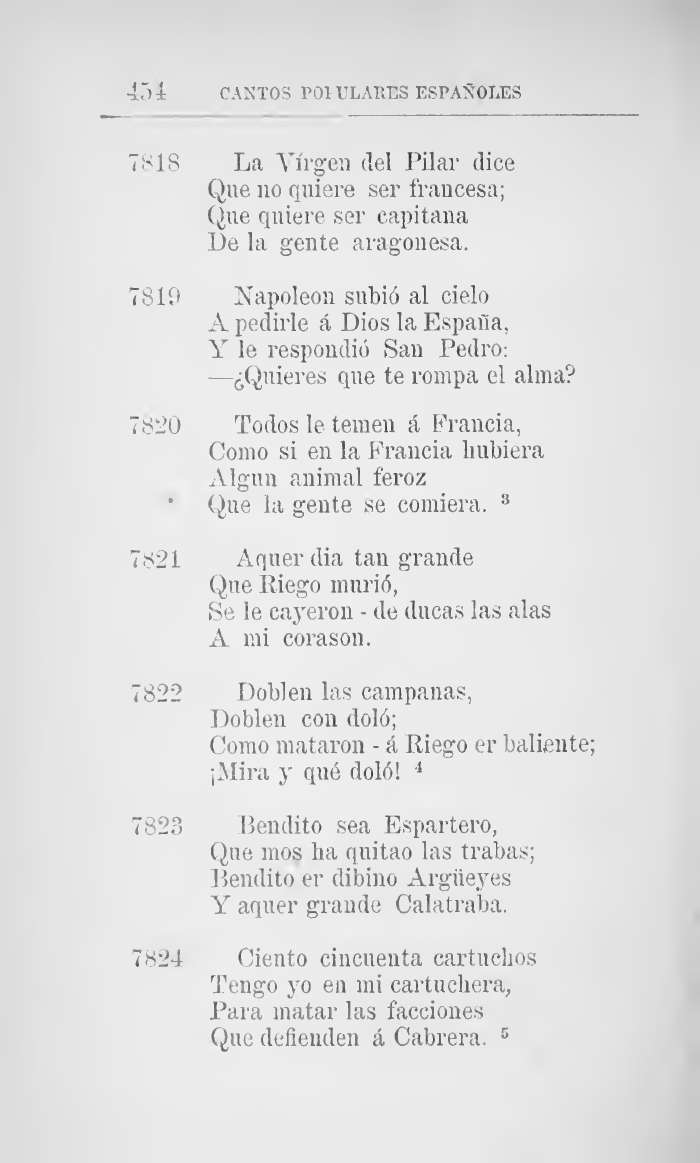 454 CANTOS POPULARES ESPAÑOLES
7818 La Vírgen del Pilar dice
Que no quiere ser francesa;
Que quiere ser capitana
De la gente aragonesa.
7819 Napoleon subió al cielo
A pedirle á Dios la España,
Y le respondió San Pedro:
—¿Quieres que te rompa el alma?
7820 Todos le temen á Francia,
Como si en la Francia hubiera
Algun animal feroz
Que la gente se comiera. ³
7821 Aquer dia tan grande
Que Riego murió,
Se le cayeron - de ducas las alas
A mi corason.
7822 Doblen las campanas,
Doblen con doló;
Como mataron - á Riego er baliente;
¡Mira y qué doló! ⁴
7823 Bendito sea Espartero,
Que mos ha quitao las trabas;
Bendito er dibino Argüeyes
Y aquer grande Calatraba.
7824 Ciento cincuenta cartuchos
Tengo yo en mi cartuchera,
Para matar las facciones
Que defienden á Cabrera. ⁵